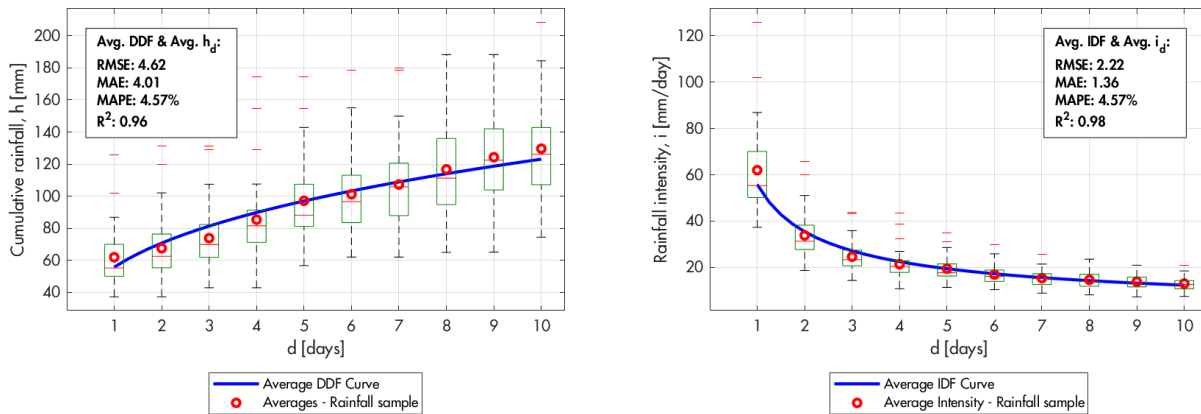 Avg. DDF & Avg. h_d:
RMSE: 4.62
MAE: 4.01
MAPE: 4.57%
R²: 0.96
Cumulative rainfall, h [mm]
200
180
160
140
120
100
80
60
40
1 2 3 4 5 6 7 8 9 10
d [days]
Average DDF Curve
Averages - Rainfall sample
Avg. IDF & Avg. i_d:
RMSE: 2.22
MAE: 1.36
MAPE: 4.57%
R²: 0.98
Rainfall intensity, i [mm/day]
120
100
80
60
40
20
1 2 3 4 5 6 7 8 9 10
d [days]
Average IDF Curve
Average Intensity - Rainfall sample